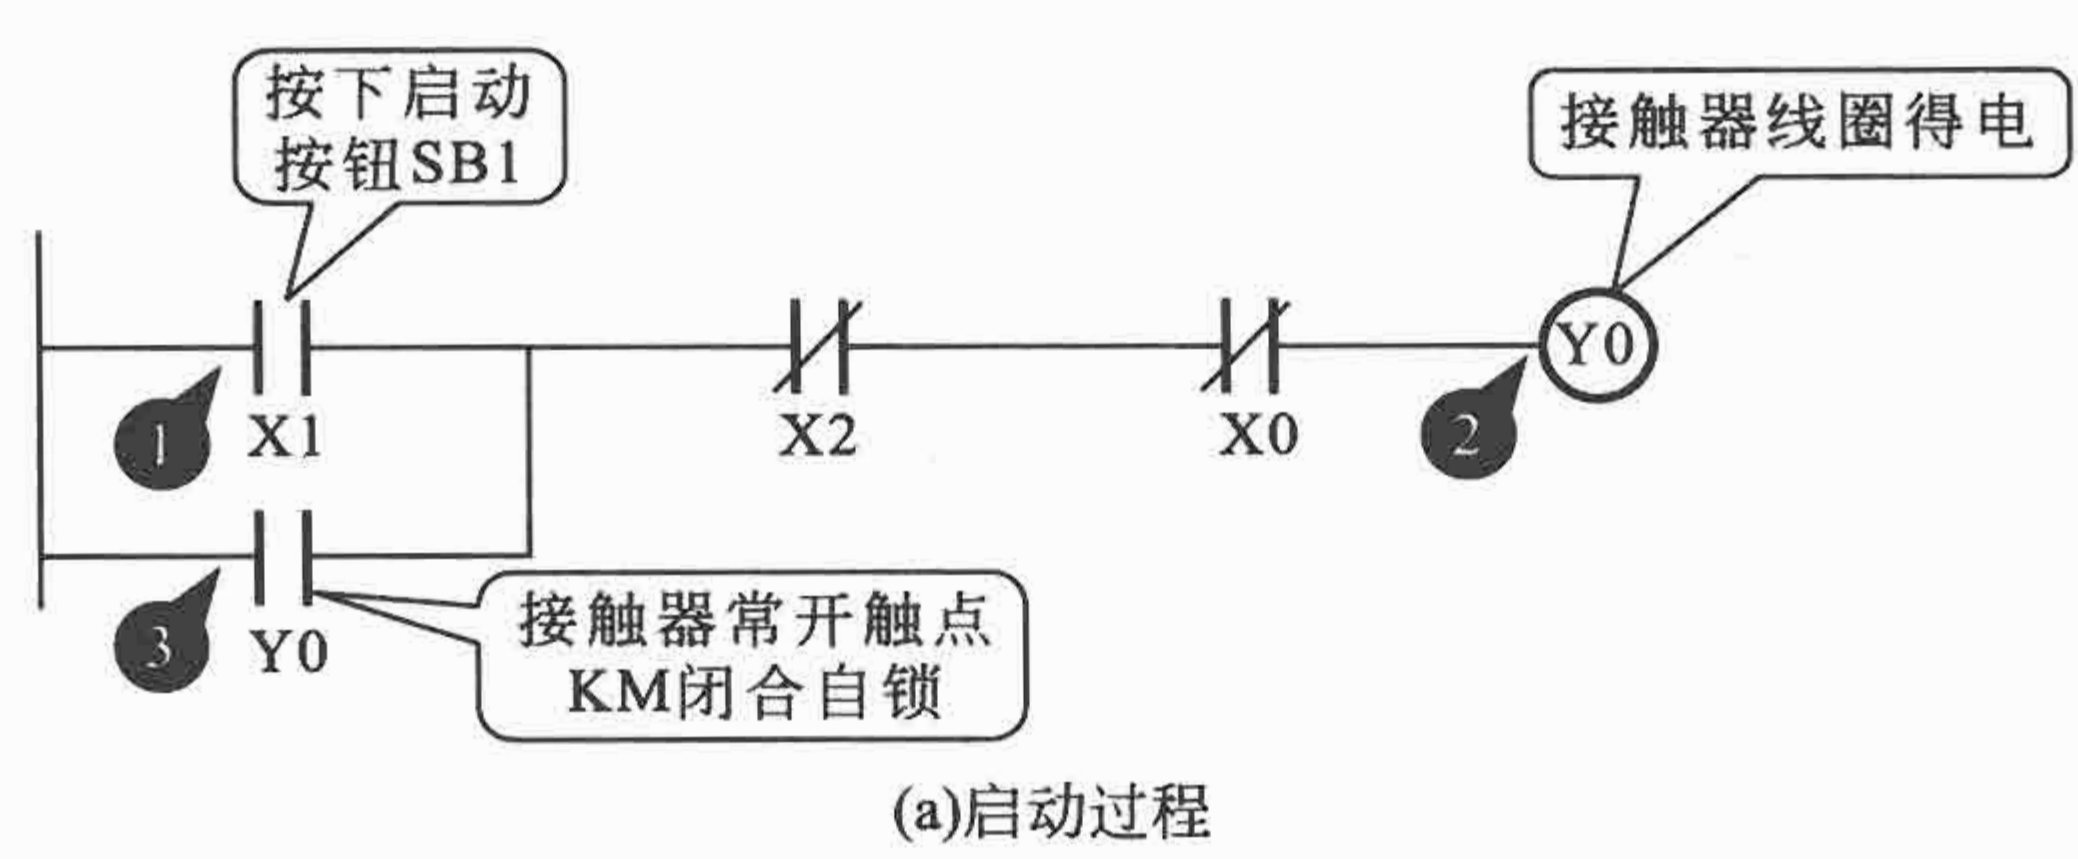 按下启动
按钮SB1
接触器线圈得电
X1
X2
X0
Y0
1
2
3
Y0
接触器常开触点
KM闭合自锁
(a)启动过程